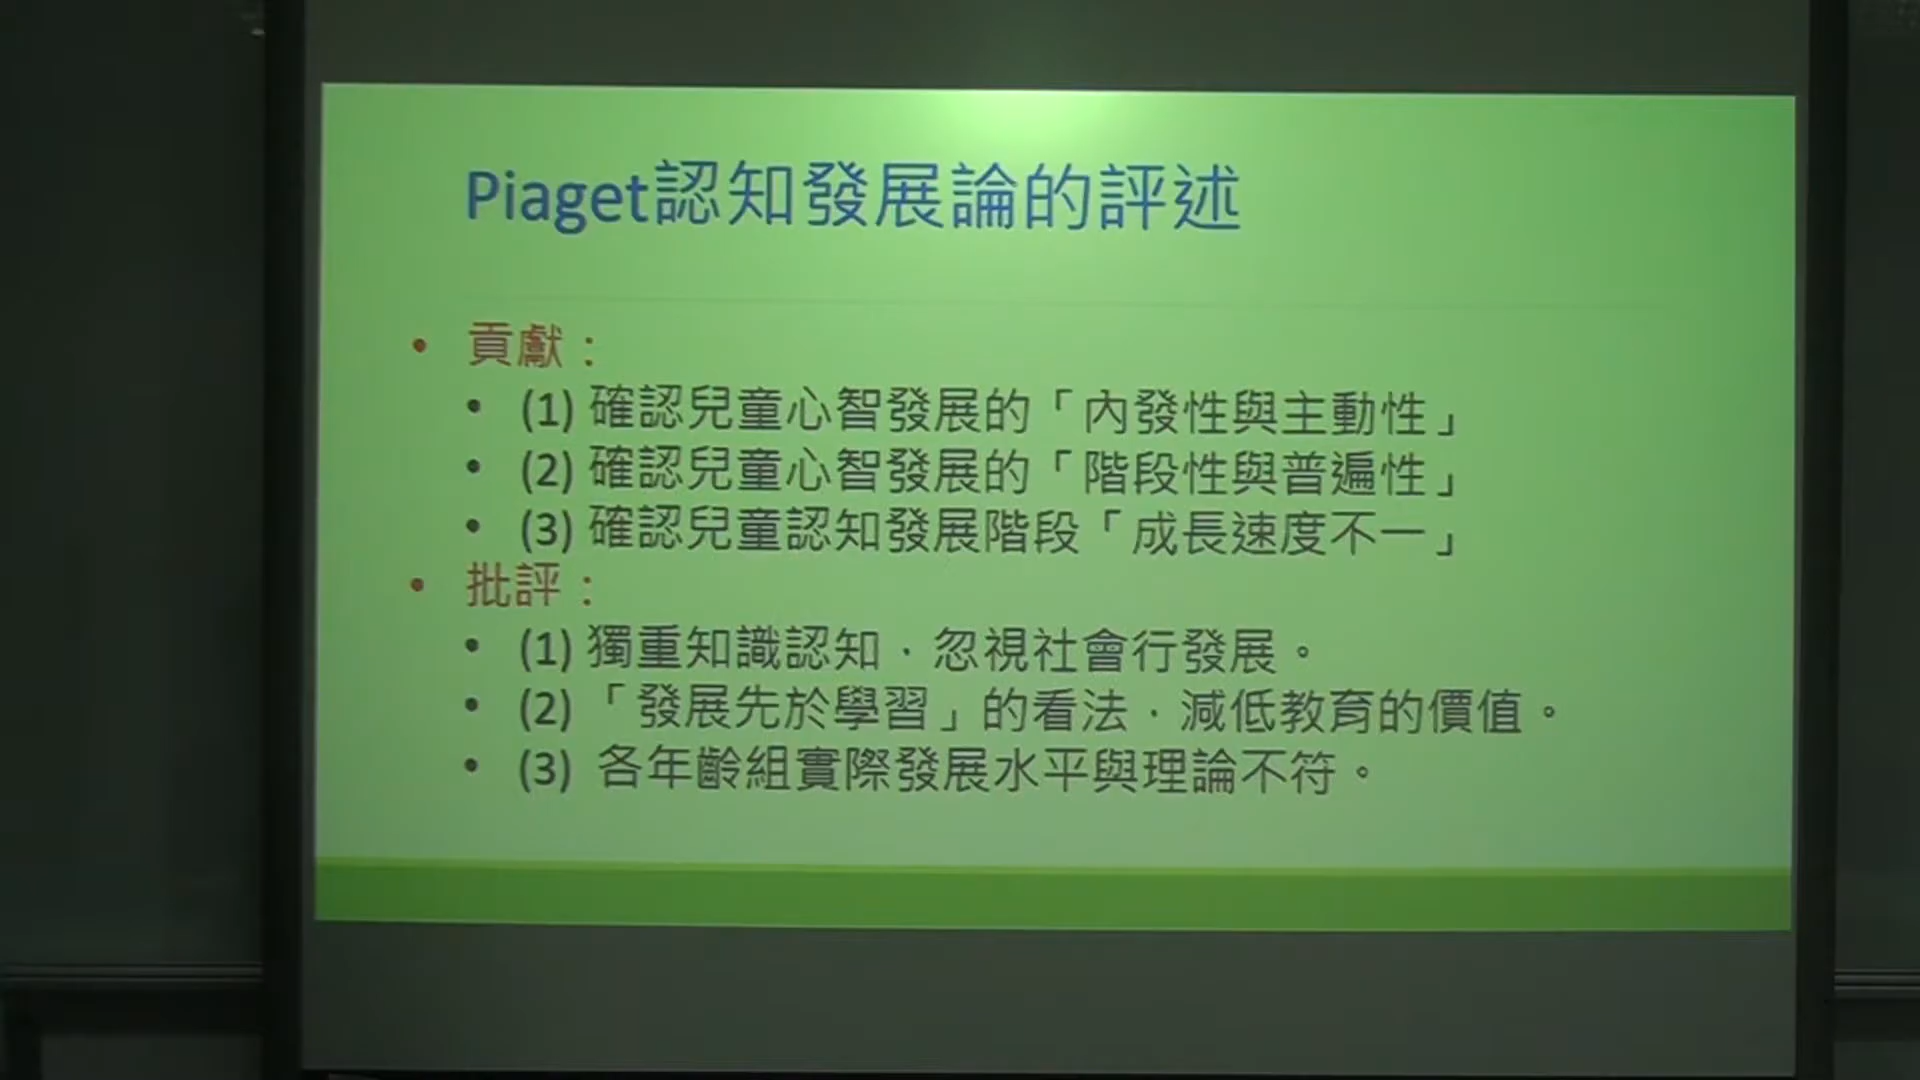 Piaget認知發展論的評述
• 貢獻：
• (1) 確認兒童心智發展的「內發性與主動性」
• (2) 確認兒童心智發展的「階段性與普遍性」
• (3) 確認兒童認知發展階段「成長速度不一」
• 批評：
• (1) 獨重知識認知，忽視社會行發展。
• (2) 「發展先於學習」的看法，減低教育的價值。
• (3) 各年齡組實際發展水平與理論不符。